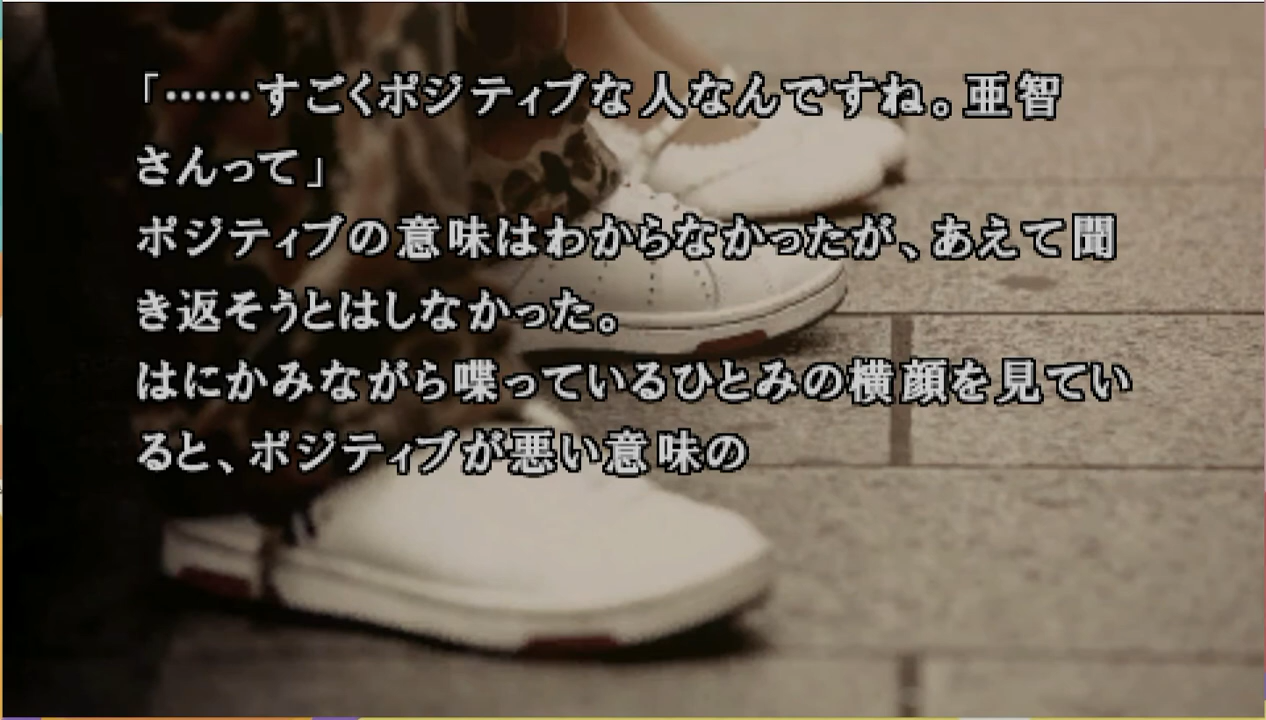 「……すごくポジティブな人なんですね。亜智
さんって」
ポジティブの意味はわからなかったが、あえて聞
き返そうとはしなかった。
はにかみながら喋っているひとみの横顔を見てい
ると、ポジティブが悪い意味の